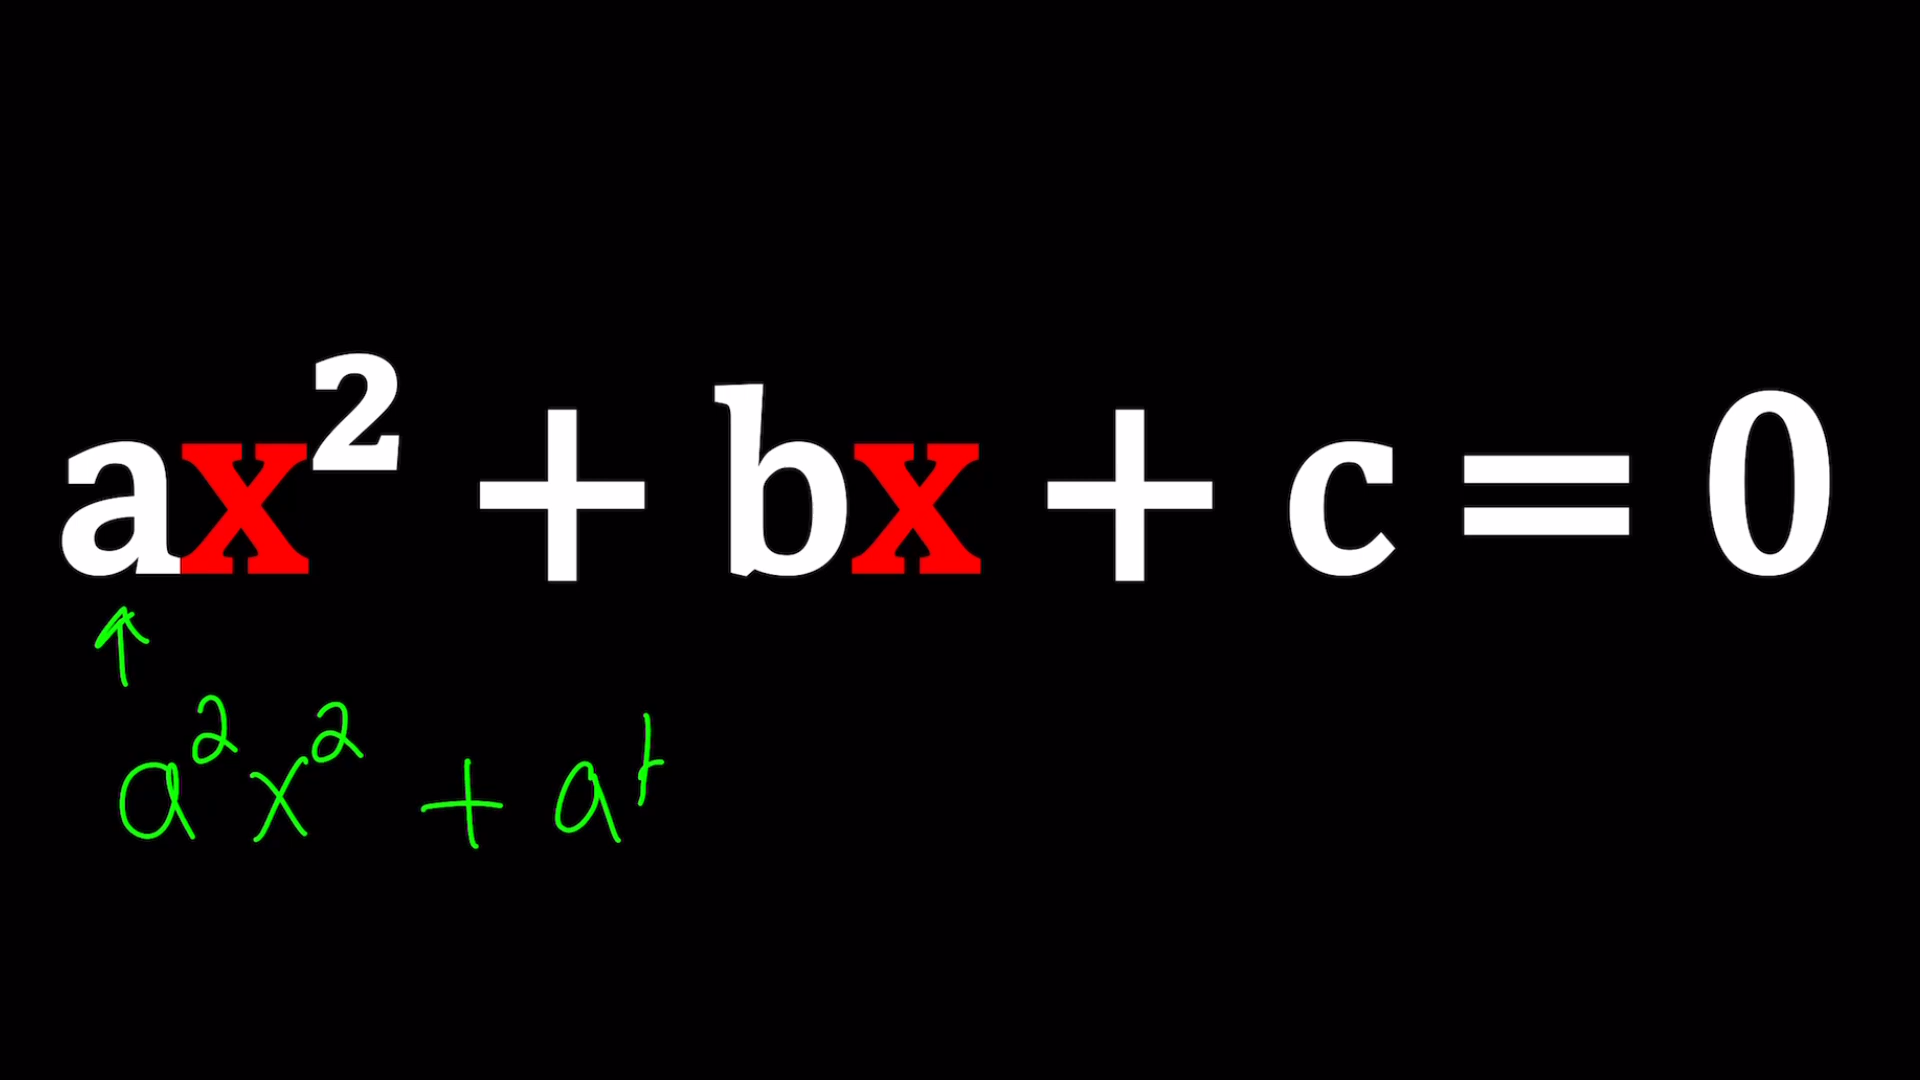 ax² + bx + c = 0
a²x² + a